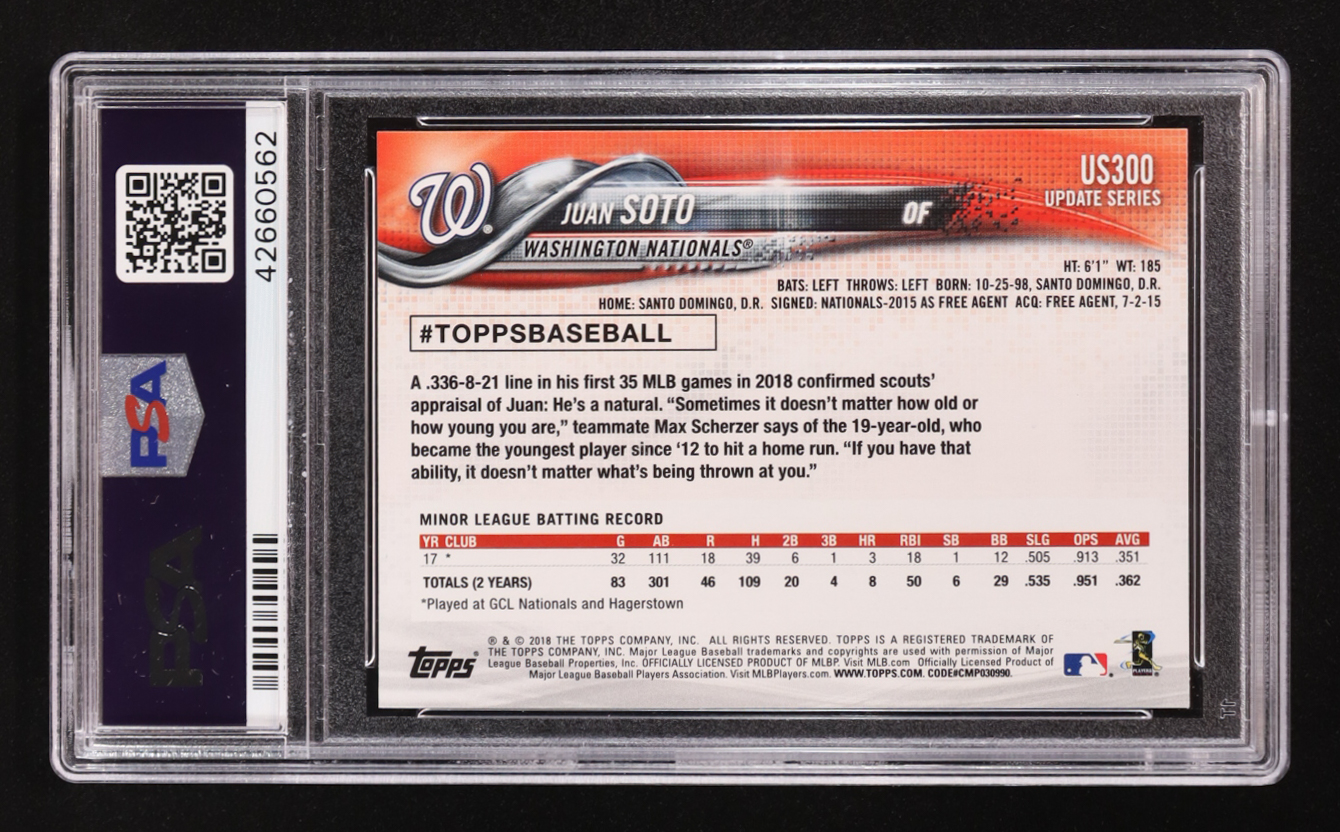 42660562
PSA
PSA
W
JUAN SOTO
OF
WASHINGTON NATIONALS®
US300
UPDATE SERIES
HT: 6'1" WT: 185
BATS: LEFT THROWS: LEFT BORN: 10-25-98, SANTO DOMINGO, D.R.
HOME: SANTO DOMINGO, D.R. SIGNED: NATIONALS-2015 AS FREE AGENT ACQ: FREE AGENT, 7-2-15
#TOPPSBASEBALL
A .336-8-21 line in his first 35 MLB games in 2018 confirmed scouts'
appraisal of Juan: He's a natural. “Sometimes it doesn't matter how old or
how young you are,” teammate Max Scherzer says of the 19-year-old, who
became the youngest player since ‘12 to hit a home run. “If you have that
ability, it doesn't matter what's being thrown at you.”
MINOR LEAGUE BATTING RECORD
YR CLUB G AB R H 2B 3B HR RBI SB BB SLG OPS AVG
17 * 32 111 18 39 6 1 3 18 1 12 .505 .913 .351
TOTALS (2 YEARS) 83 301 46 109 20 4 8 50 6 29 .535 .951 .362
*Played at GCL Nationals and Hagerstown
topps®
® & © 2018 THE TOPPS COMPANY, INC. ALL RIGHTS RESERVED. TOPPS IS A REGISTERED TRADEMARK OF
THE TOPPS COMPANY, INC. Major League Baseball trademarks and copyrights are used with permission of Major
League Baseball Properties, Inc. OFFICIALLY LICENSED PRODUCT OF MLBP. Visit MLB.com Officially Licensed Product of
Major League Baseball Players Association. Visit MLBPlayers.com. WWW.TOPPS.COM. CODE#CMP030990.
PLAYERS